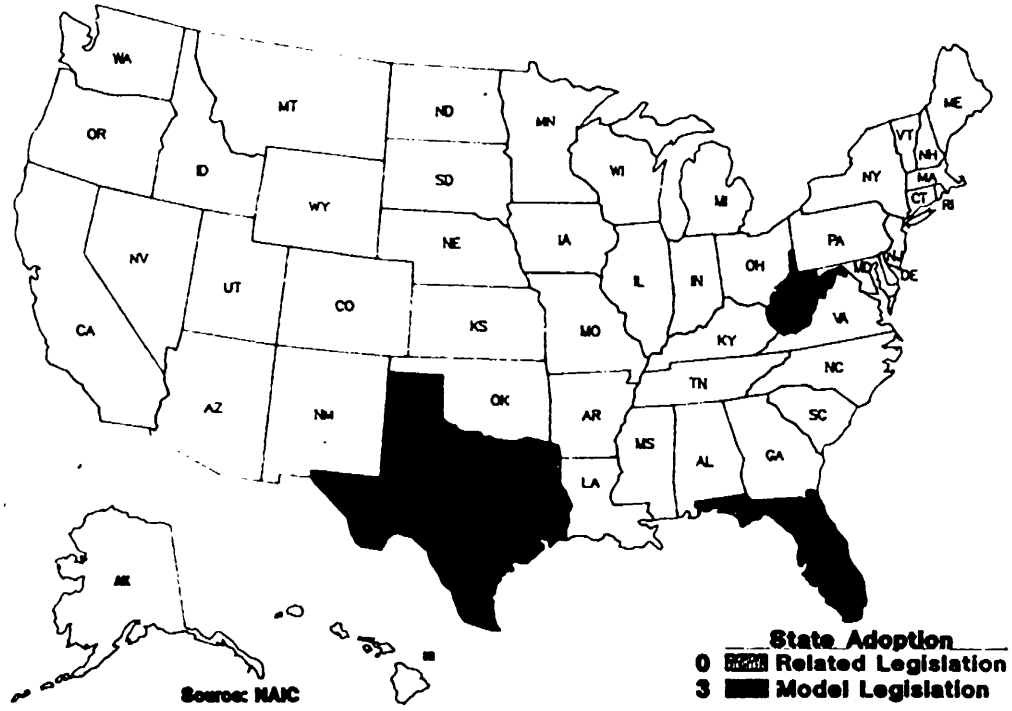 WA
MT
ND
MN
ME
OR
ID
SD
WI
VT
NH
WY
MI
NY
MA
CT
RI
NE
IA
PA
NV
UT
CO
IL
IN
OH
NJ
MD
DE
CA
KS
MO
KY
VA
AZ
NM
OK
AR
TN
NC
SC
MS
AL
GA
LA
AK
HI
State Adoption
0 Related Legislation
3 Model Legislation
Source: NAIC